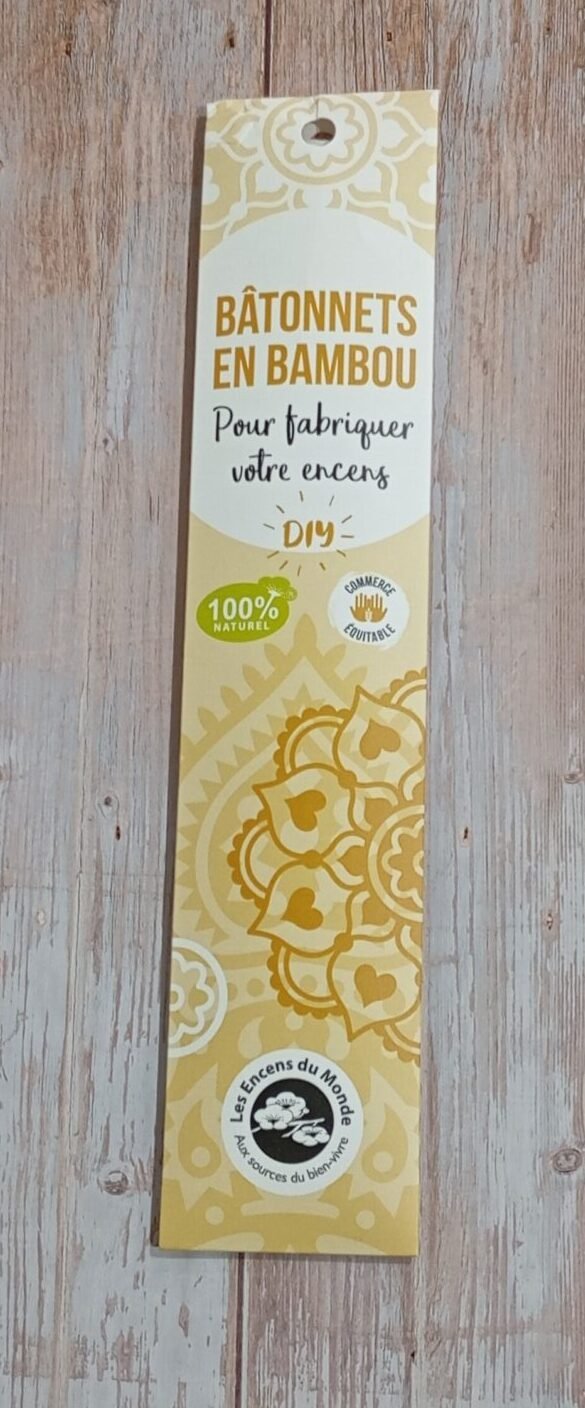 BÂTONNETS
EN BAMBOU
Pour fabriquer
votre encens
DIY
100%
NATUREL
COMMERCE
ÉQUITABLE
Les Encens du Monde
Aux sources du bien-vivre